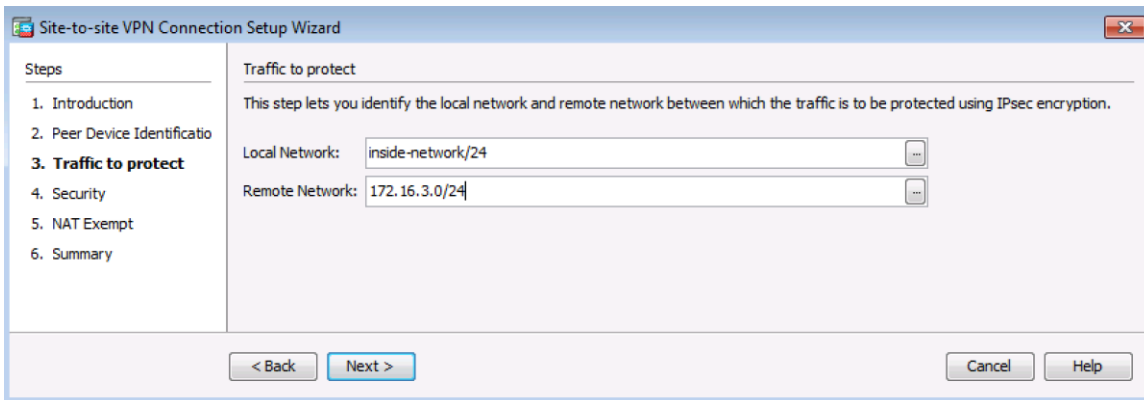 Site-to-site VPN Connection Setup Wizard
Steps
1. Introduction
2. Peer Device Identificatio
3. Traffic to protect
4. Security
5. NAT Exempt
6. Summary
Traffic to protect
This step lets you identify the local network and remote network between which the traffic is to be protected using IPsec encryption.
Local Network: inside-network/24 ...
Remote Network: 172.16.3.0/24 ...
< Back Next > Cancel Help